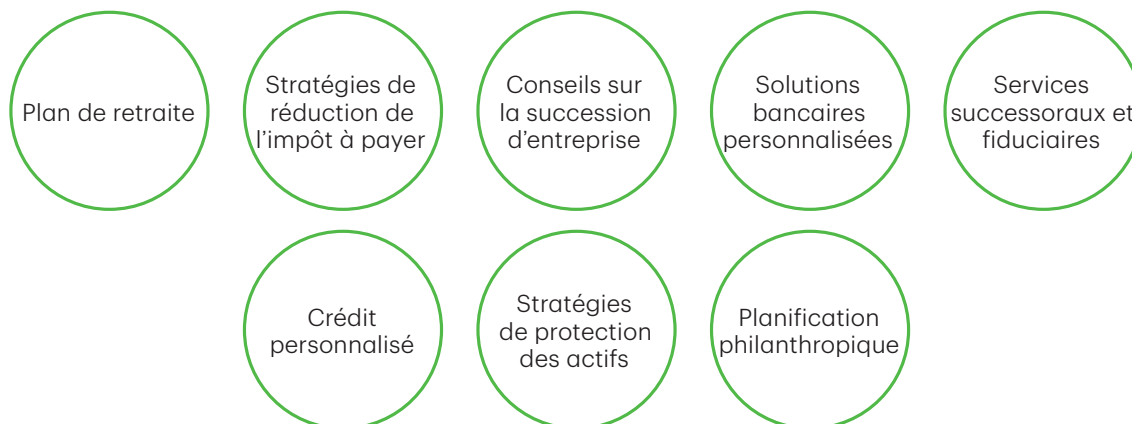 Plan de retraite
Stratégies de
réduction de
l'impôt à payer
Conseils sur
la succession
d'entreprise
Solutions
bancaires
personnalisées
Services
successoraux et
fiduciaires
Crédit
personnalisé
Stratégies
de protection
des actifs
Planification
philanthropique